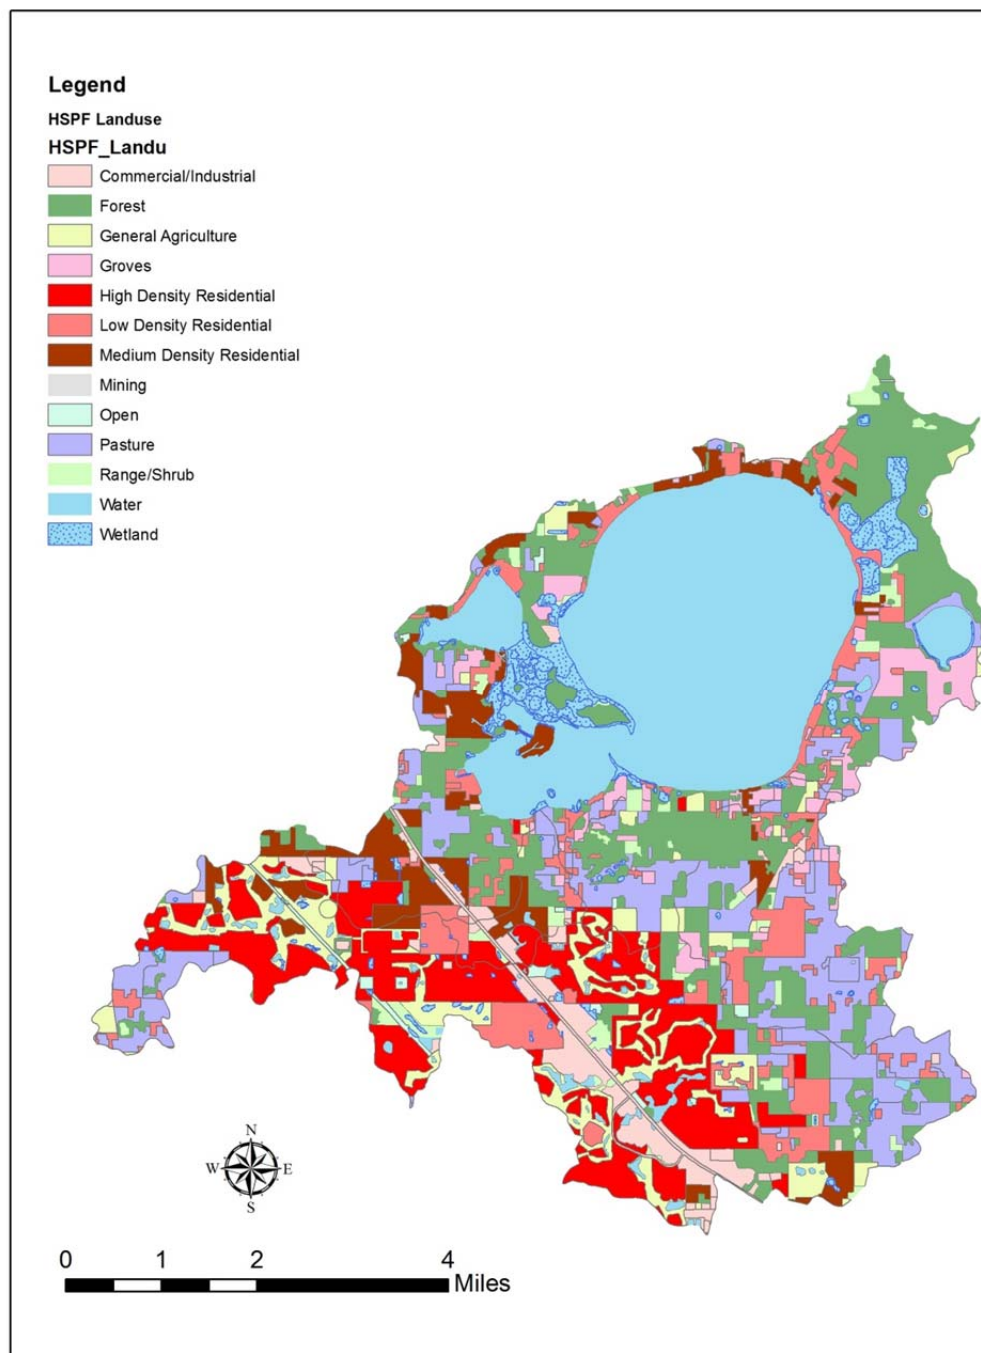 Legend
HSPF Landuse
HSPF_Landu
Commercial/Industrial
Forest
General Agriculture
Groves
High Density Residential
Low Density Residential
Medium Density Residential
Mining
Open
Pasture
Range/Shrub
Water
Wetland
N
W E
S
0 1 2 4
Miles